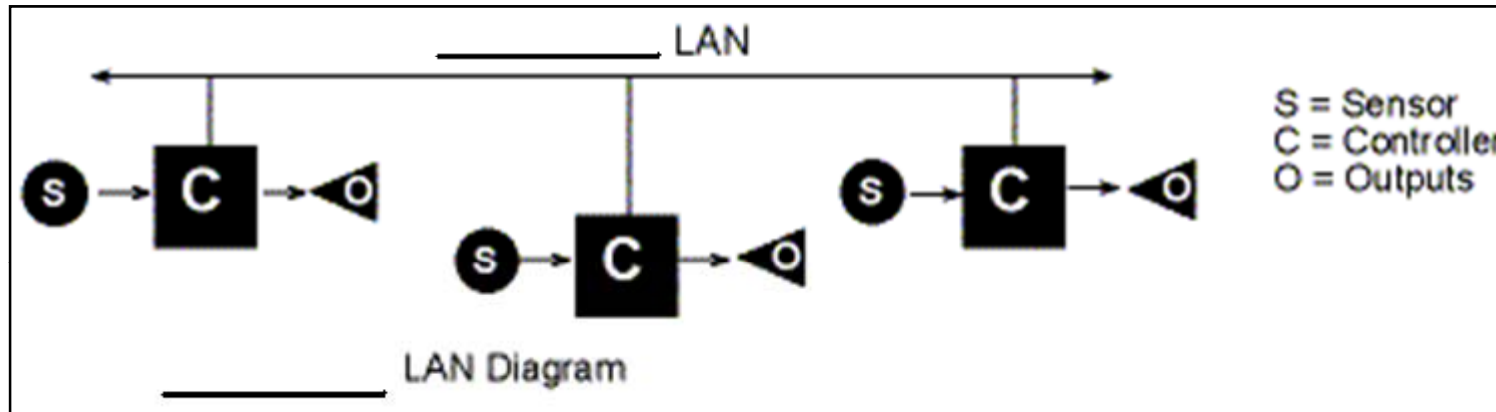 LAN
S = Sensor
C = Controller
O = Outputs
S C O
S C O
S C O
LAN Diagram